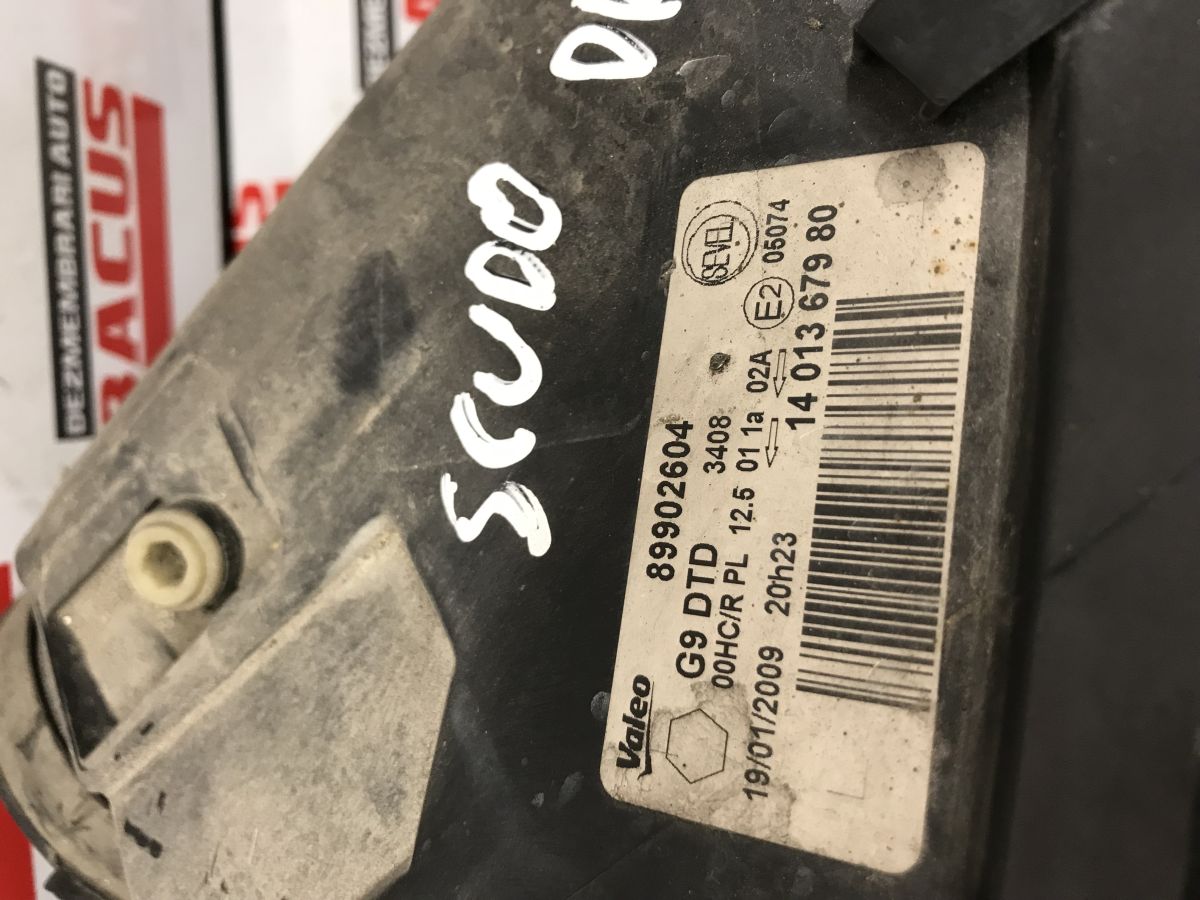 DEZMEMBRARI AUTO
BACUS
SCUDO
Valeo
89902604
SEVEL
G9 DTD
3408
E2
05074
00HC/R PL 12.5 01 1a 02A
14 013 679 80
19/01/2009 20h23